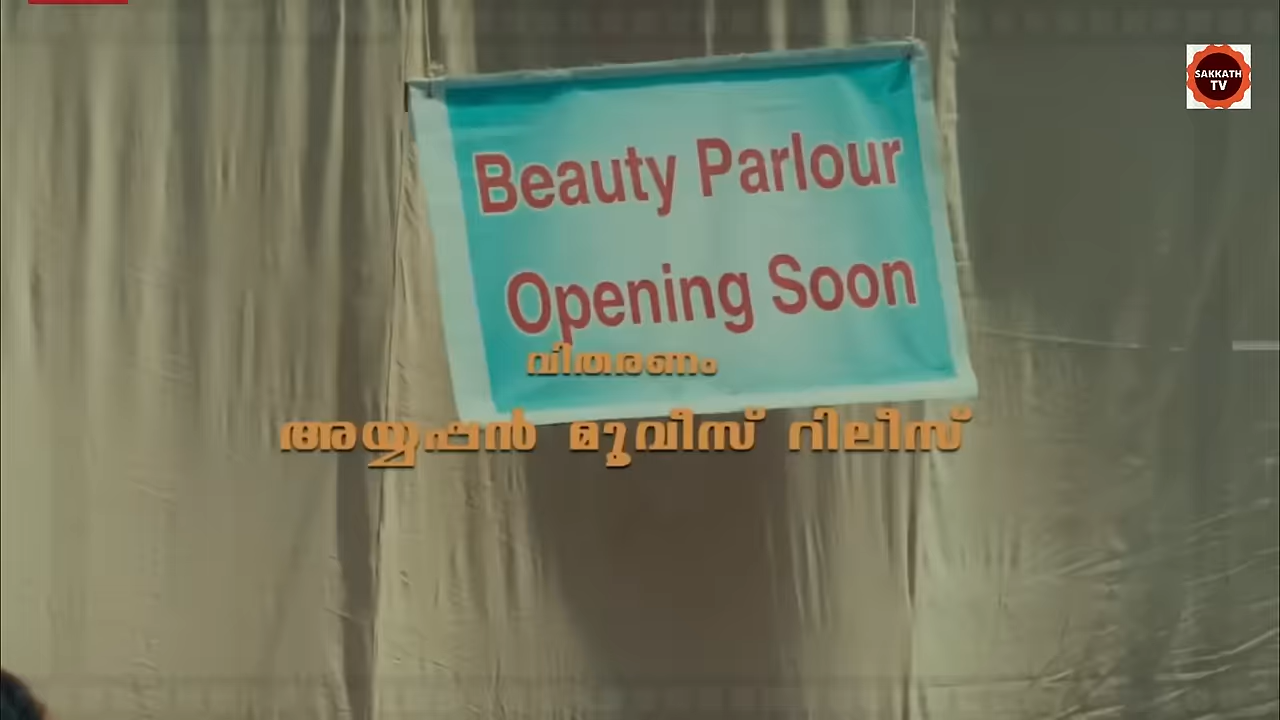 SAKKATH
TV
Beauty Parlour
Opening Soon
വിതരണം
അയ്യപ്പൻ മൂവീസ് റിലീസ്